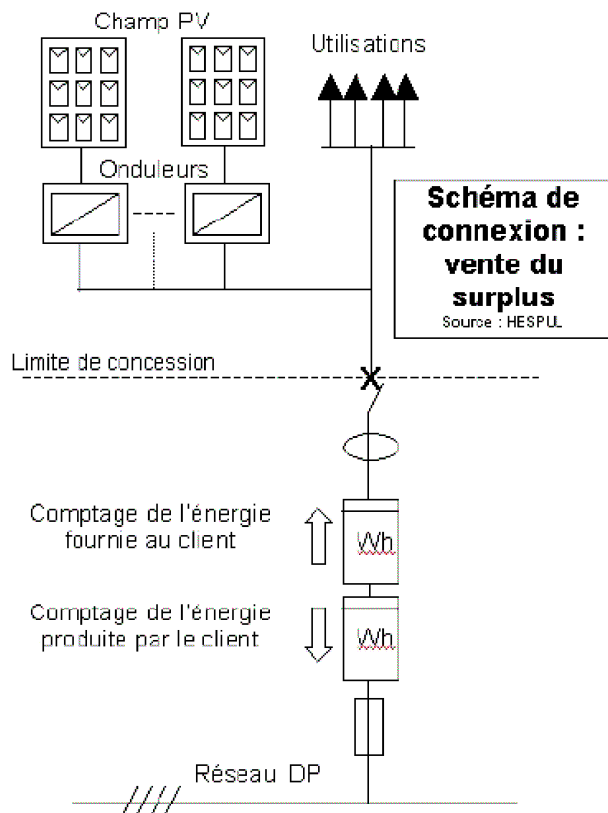 Champ PV
Utilisations
Onduleurs
Schéma de
connexion :
vente du
surplus
Source : HESPUL
Limite de concession
Comptage de l'énergie
fournie au client
Wh
Comptage de l'énergie
produite par le client
Wh
Réseau DP